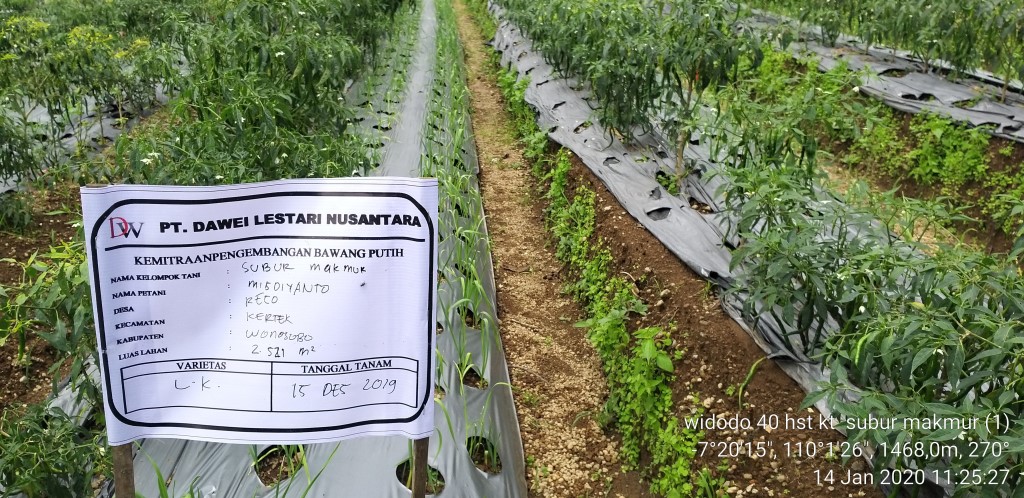 DW PT. DAWEI LESTARI NUSANTARA
KEMITRAANPENGEMBANGAN BAWANG PUTIH
NAMA KELOMPOK TANI : SUBUR makmur
NAMA PETANI : MISDIYANTO
DESA : RECO
KECAMATAN : KERTEK
KABUPATEN : WONOSOBO
LUAS LAHAN : 2.521 m²
VARIETAS TANGGAL TANAM
L.K. 15 DES 2019
widodo 40 hst kt "subur makmur (1)
-7°20'15", 110°1'26", 1468,0m, 270°
14 Jan 2020 11:25:27